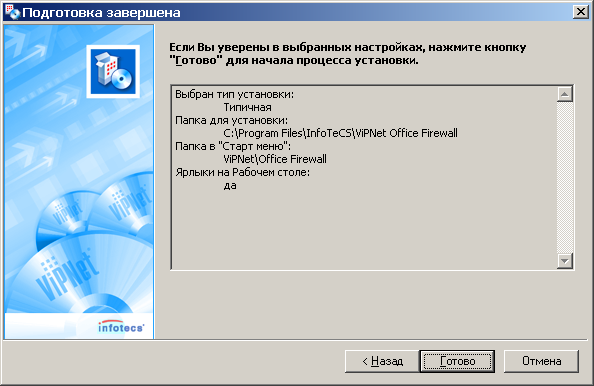 Подготовка завершена
Если Вы уверены в выбранных настройках, нажмите кнопку
"Готово" для начала процесса установки.
Выбран тип установки:
Типичная
Папка для установки:
C:\Program Files\InfoTeCS\ViPNet Office Firewall
Папка в "Старт меню":
ViPNet\Office Firewall
Ярлыки на Рабочем столе:
да
ViPNet
ViPNet
ViPNet
infotecs
< Назад
Готово
Отмена